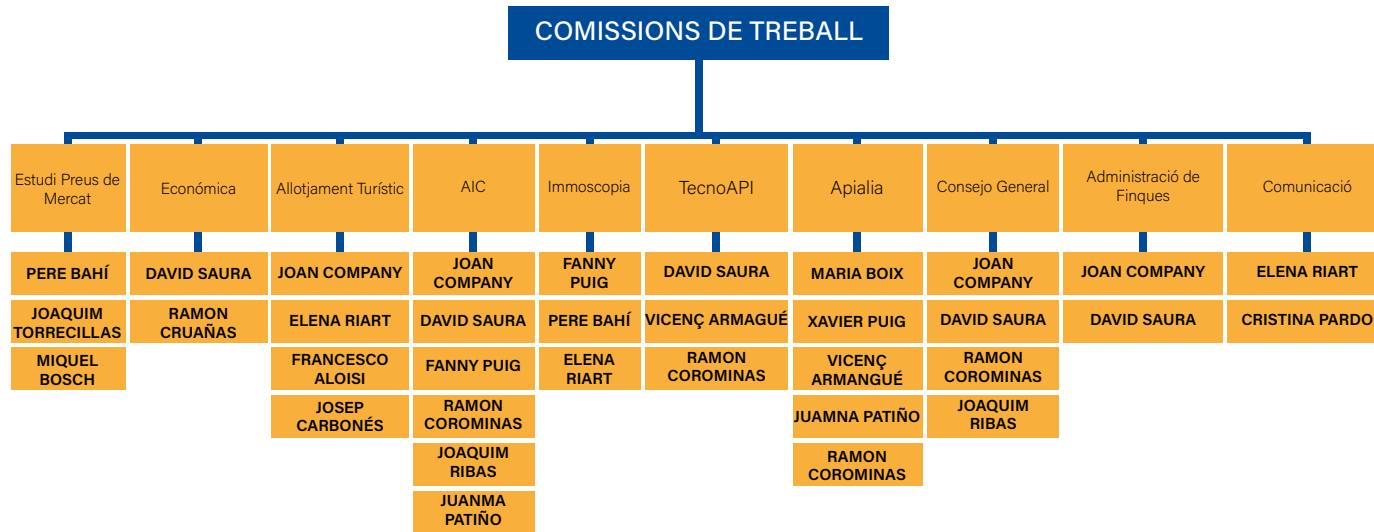 COMISSIONS DE TREBALL
Estudi Preus de
Mercat
Económica
Allotjament Turístic
AIC
Immoscopia
TecnoAPI
Apialia
Consejo General
Administració de
Finques
Comunicació
PERE BAHÍ
DAVID SAURA
JOAN COMPANY
JOAN
COMPANY
FANNY
PUIG
DAVID SAURA
MARIA BOIX
JOAN
COMPANY
JOAN COMPANY
ELENA RIART
JOAQUIM
TORRECILLAS
RAMON
CRUAÑAS
ELENA RIART
DAVID SAURA
PERE BAHÍ
VICENÇ ARMAGUÉ
XAVIER PUIG
DAVID SAURA
DAVID SAURA
CRISTINA PARDO
MIQUEL
BOSCH
FRANCESCO
ALOISI
FANNY PUIG
ELENA
RIART
RAMON
COROMINAS
VICENÇ
ARMANGUÉ
RAMON
COROMINAS
JOSEP
CARBONÉS
RAMON
COROMINAS
JUAMNA PATIÑO
JOAQUIM
RIBAS
JOAQUIM
RIBAS
RAMON
COROMINAS
JUANMA
PATIÑO